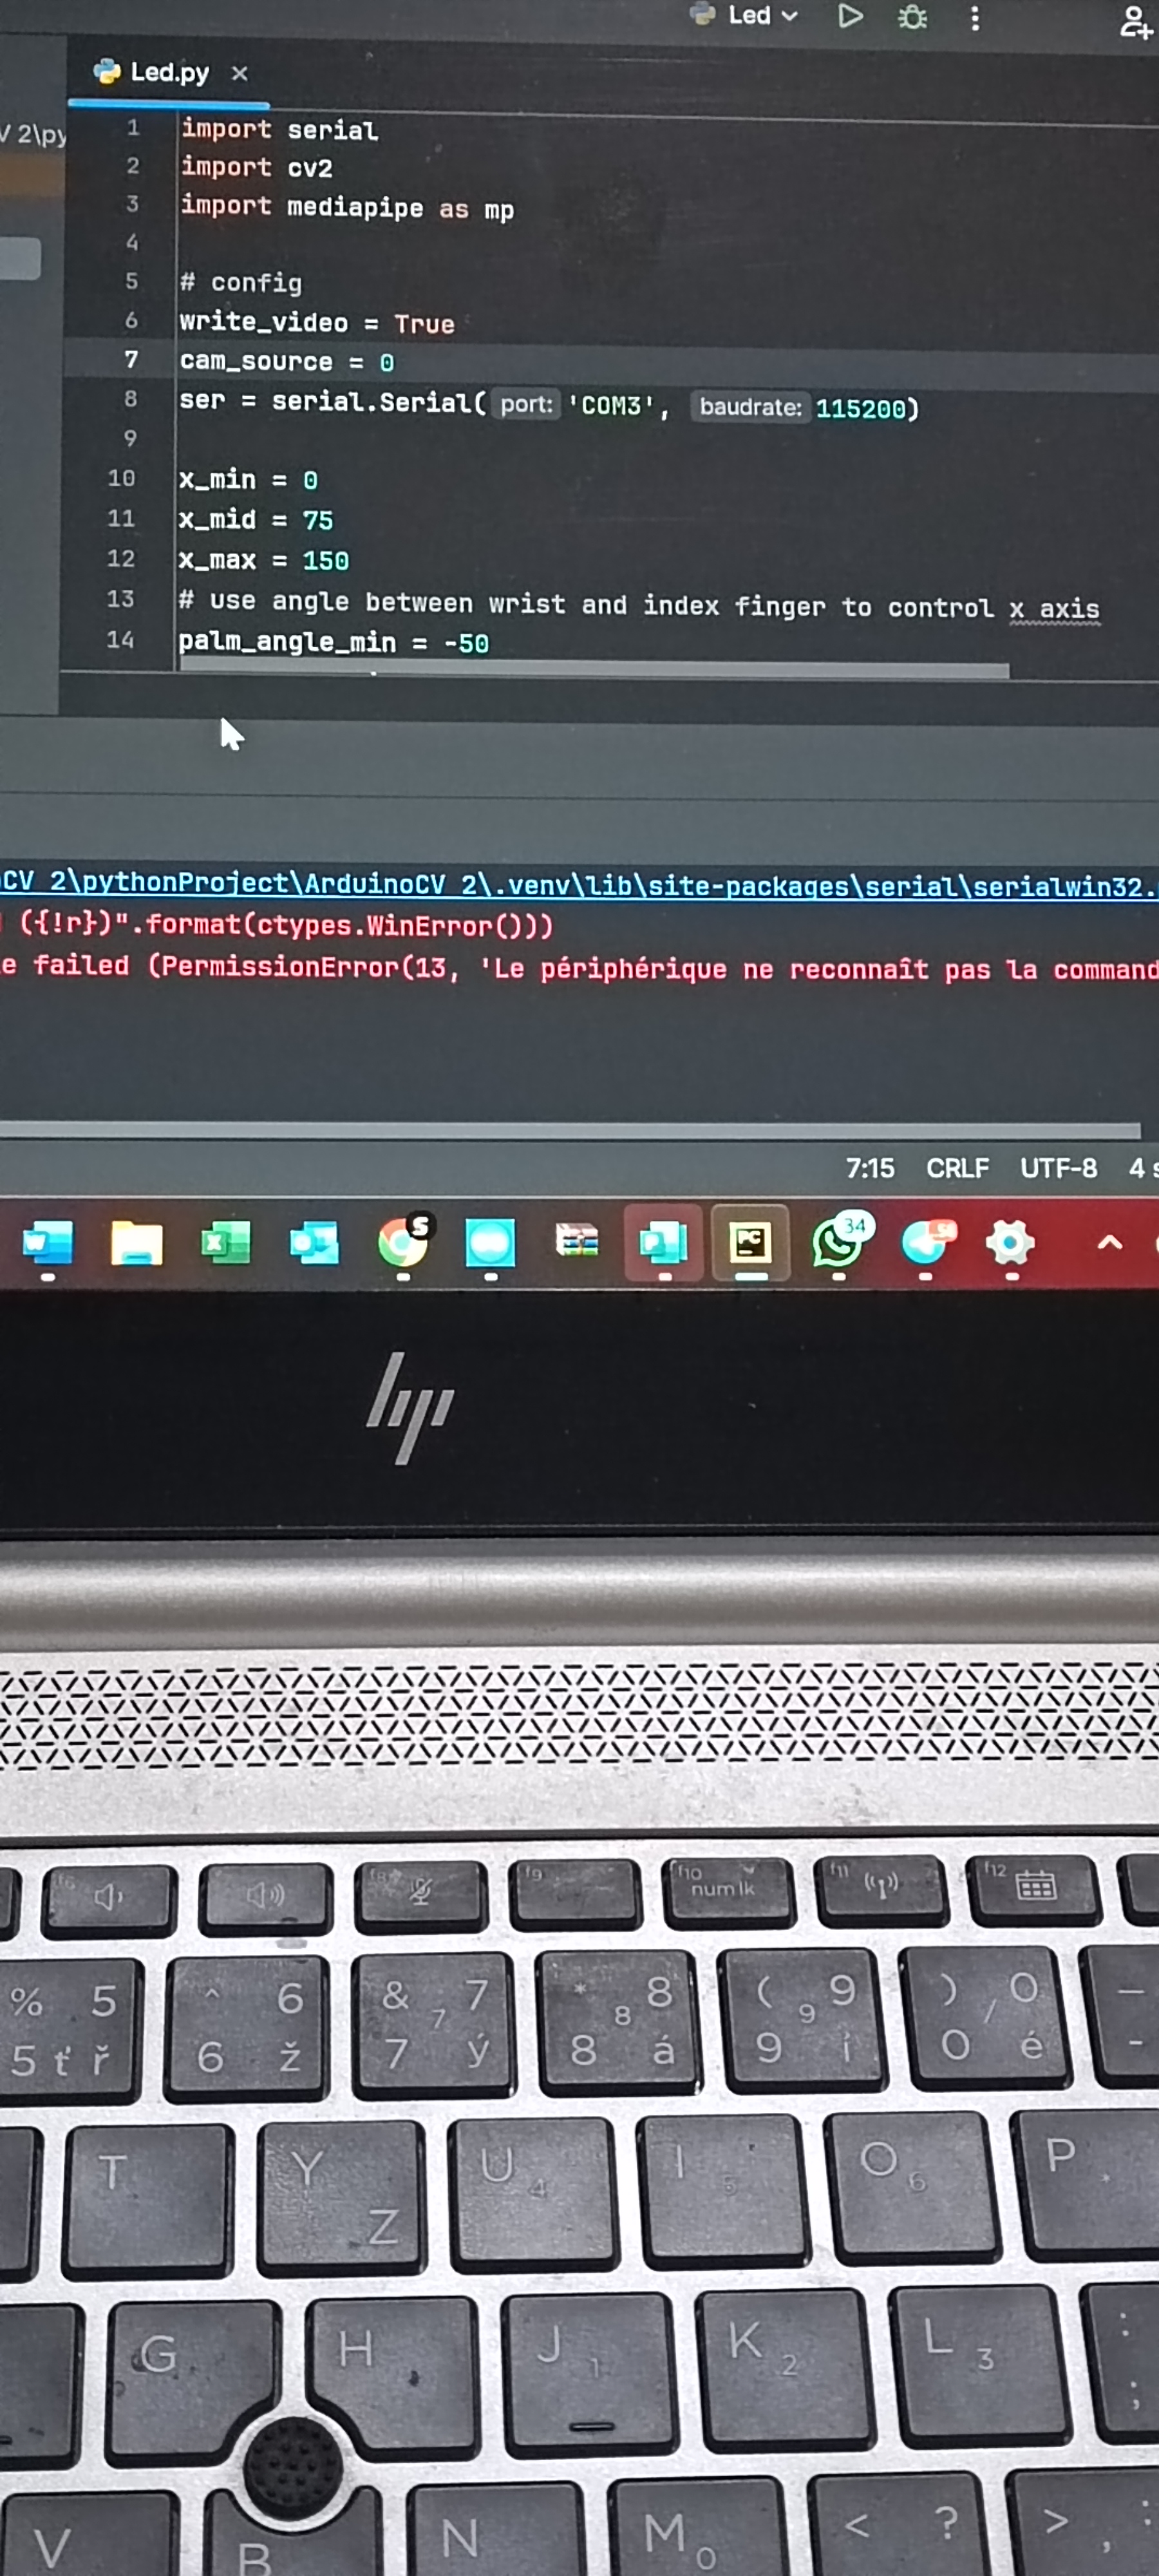 Led
Led.py ×
V 2\py
1 import serial
2 import cv2
3 import mediapipe as mp
4
5 # config
6 write_video = True
7 cam_source = 0
8 ser = serial.Serial( port: 'COM3', baudrate: 115200)
9
10 x_min = 0
11 x_mid = 75
12 x_max = 150
13 # use angle between wrist and index finger to control x axis
14 palm_angle_min = -50
oCV 2\pythonProject\ArduinoCV 2\.venv\lib\site-packages\serial\serialwin32.
({!r})".format(ctypes.WinError()))
e failed (PermissionError(13, 'Le périphérique ne reconnaît pas la command
7:15 CRLF UTF-8 4 s
W X S P PC 34
hp
f9 f10 num lk f11 f12
% 5 5 ť ř ^ 6 6 ž & 7 7 7 ý * 8 8 8 á ( 9 9 9 í ) 0 / 0 é — -
T Y Z U 4 I 5 O 6 P *
G H J 1 K 2 L 3 : ;
V B N M 0 < ? > , :